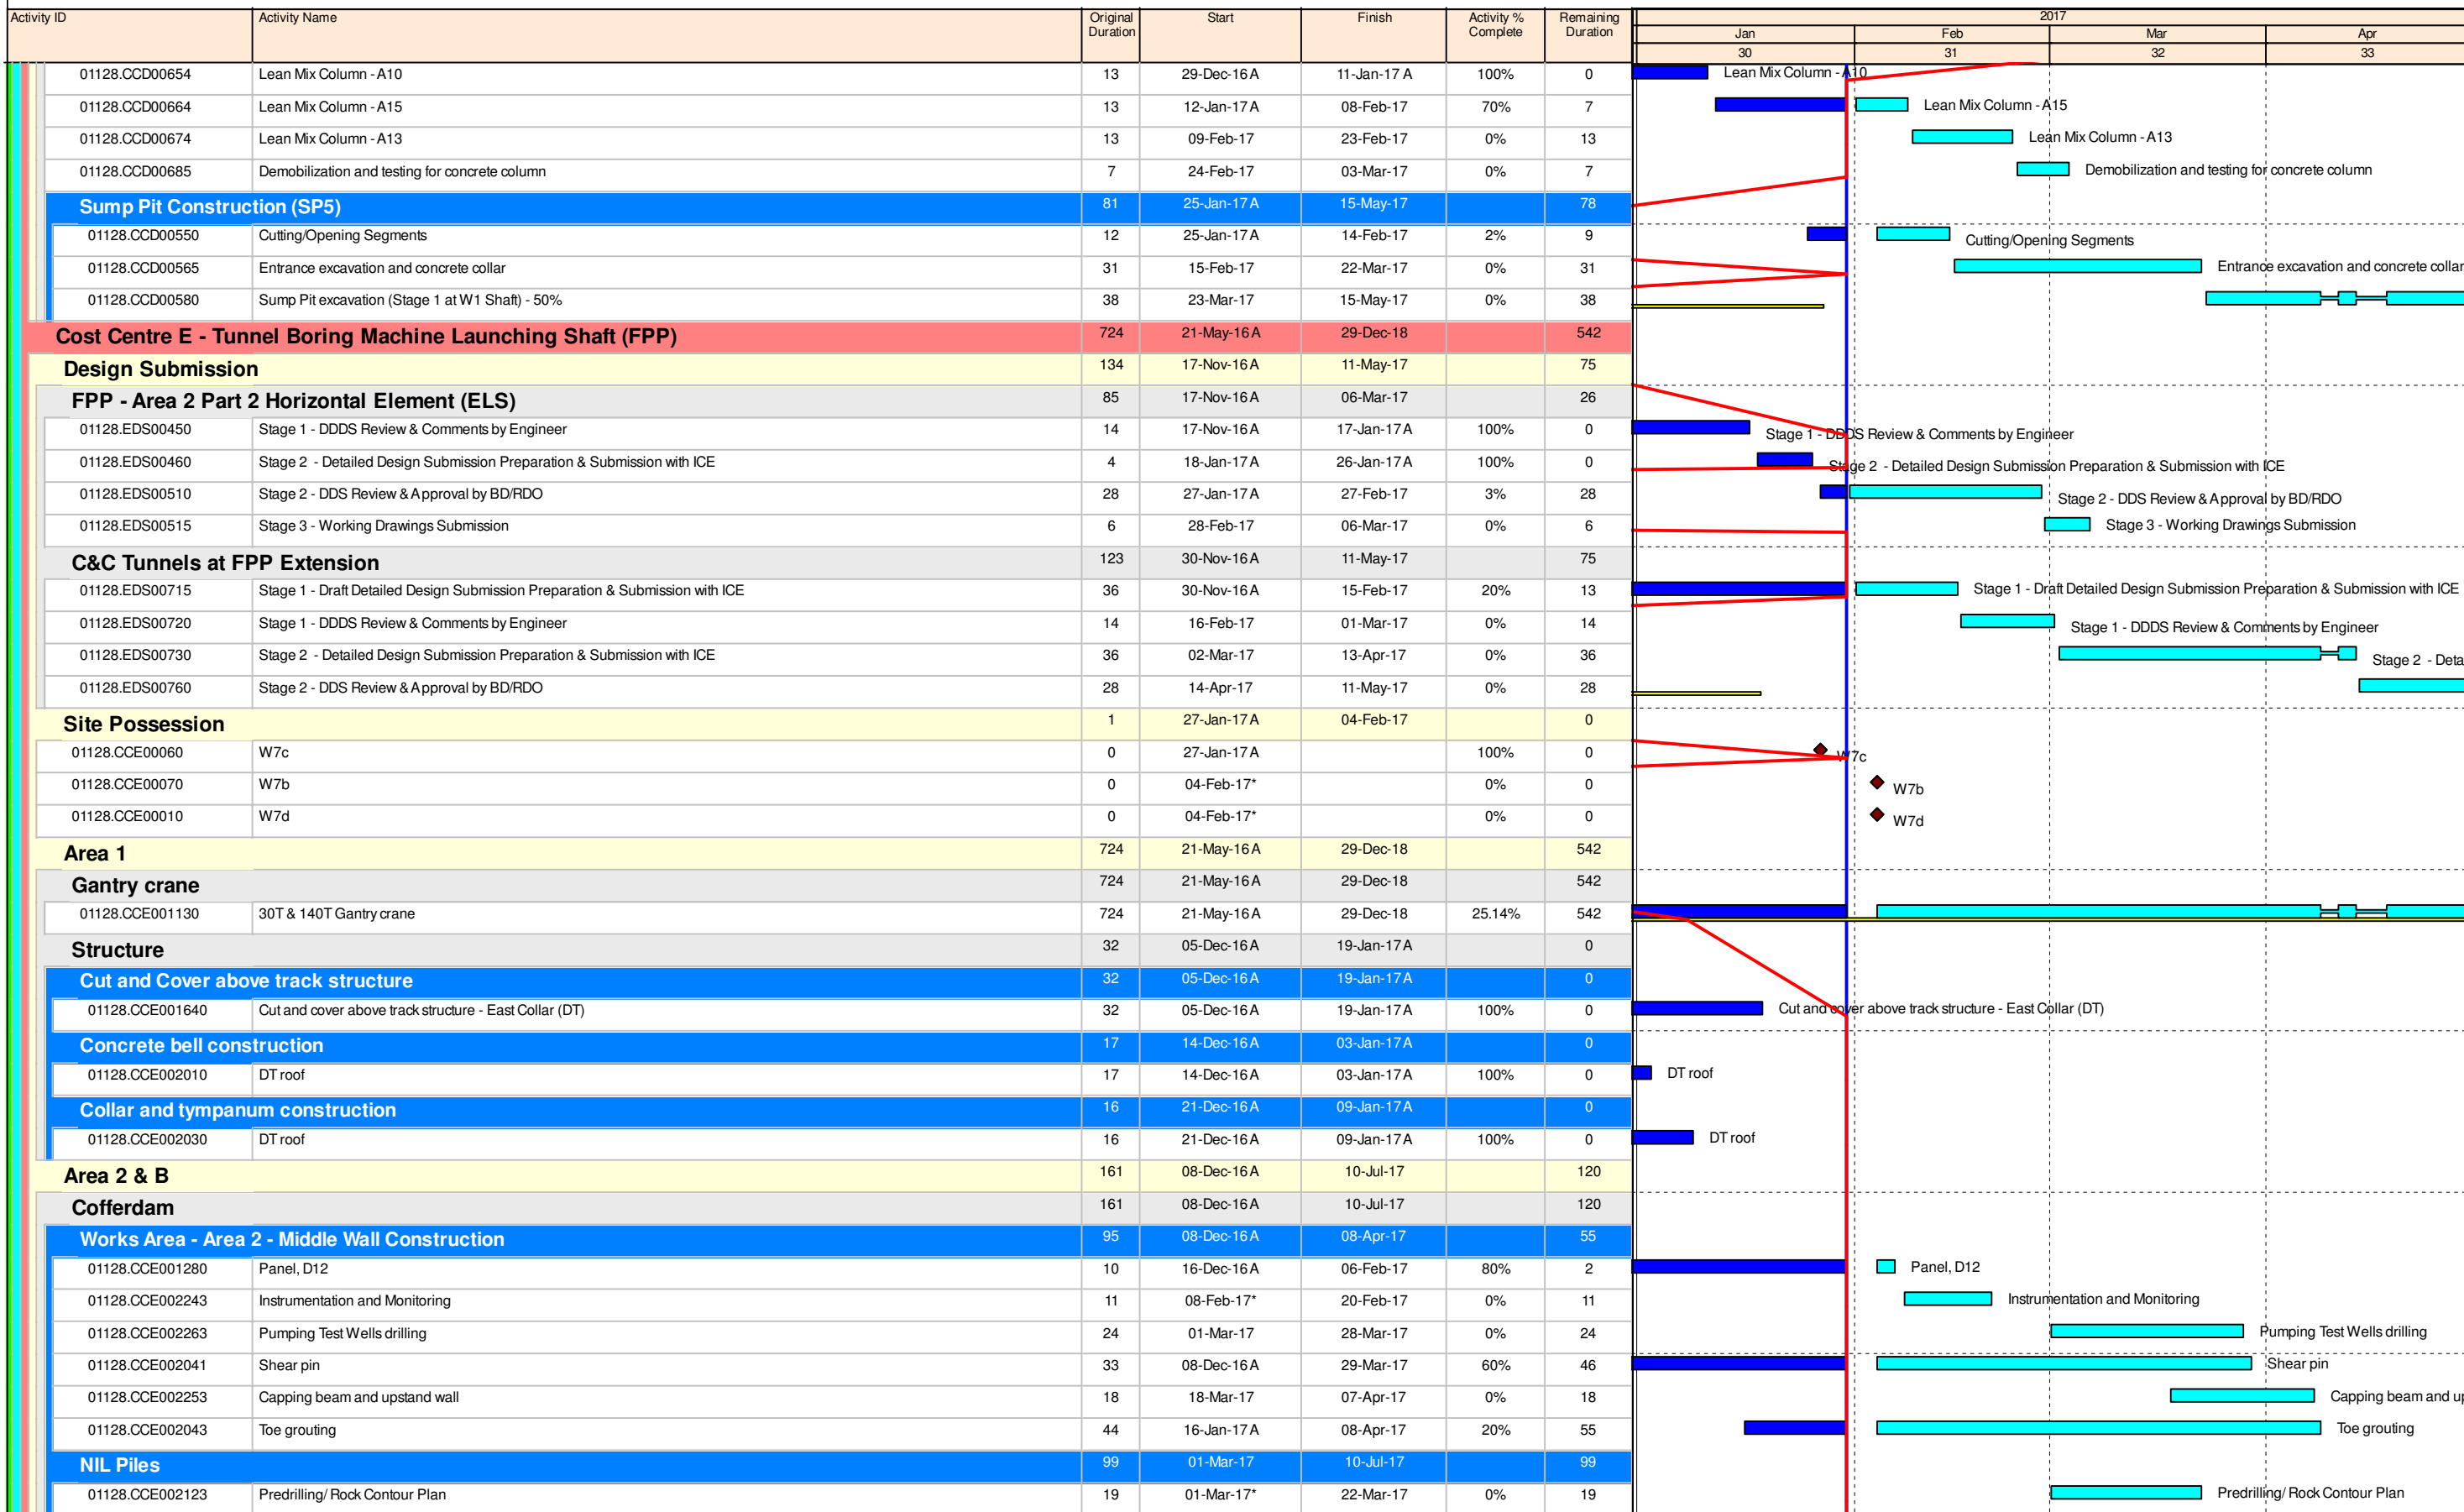 Activity ID Activity Name Original Duration Start Finish Activity % Complete Remaining Duration 2017
Jan Feb Mar Apr
30 31 32 33
01128.CCD00654 Lean Mix Column - A10 13 29-Dec-16 A 11-Jan-17 A 100% 0 Lean Mix Column - A10
01128.CCD00664 Lean Mix Column - A15 13 12-Jan-17 A 08-Feb-17 70% 7 Lean Mix Column - A15
01128.CCD00674 Lean Mix Column - A13 13 09-Feb-17 23-Feb-17 0% 13 Lean Mix Column - A13
01128.CCD00685 Demobilization and testing for concrete column 7 24-Feb-17 03-Mar-17 0% 7 Demobilization and testing for concrete column
Sump Pit Construction (SP5) 81 25-Jan-17 A 15-May-17 78
01128.CCD00550 Cutting/Opening Segments 12 25-Jan-17 A 14-Feb-17 2% 9 Cutting/Opening Segments
01128.CCD00565 Entrance excavation and concrete collar 31 15-Feb-17 22-Mar-17 0% 31 Entrance excavation and concrete collar
01128.CCD00580 Sump Pit excavation (Stage 1 at W1 Shaft) - 50% 38 23-Mar-17 15-May-17 0% 38
Cost Centre E - Tunnel Boring Machine Launching Shaft (FPP) 724 21-May-16 A 29-Dec-18 542
Design Submission 134 17-Nov-16 A 11-May-17 75
FPP - Area 2 Part 2 Horizontal Element (ELS) 85 17-Nov-16 A 06-Mar-17 26
01128.EDS00450 Stage 1 - DDDS Review & Comments by Engineer 14 17-Nov-16 A 17-Jan-17 A 100% 0 Stage 1 - DDDS Review & Comments by Engineer
01128.EDS00460 Stage 2 - Detailed Design Submission Preparation & Submission with ICE 4 18-Jan-17 A 26-Jan-17 A 100% 0 Stage 2 - Detailed Design Submission Preparation & Submission with ICE
01128.EDS00510 Stage 2 - DDS Review & Approval by BD/RDO 28 27-Jan-17 A 27-Feb-17 3% 28 Stage 2 - DDS Review & Approval by BD/RDO
01128.EDS00515 Stage 3 - Working Drawings Submission 6 28-Feb-17 06-Mar-17 0% 6 Stage 3 - Working Drawings Submission
C&C Tunnels at FPP Extension 123 30-Nov-16 A 11-May-17 75
01128.EDS00715 Stage 1 - Draft Detailed Design Submission Preparation & Submission with ICE 36 30-Nov-16 A 15-Feb-17 20% 13 Stage 1 - Draft Detailed Design Submission Preparation & Submission with ICE
01128.EDS00720 Stage 1 - DDDS Review & Comments by Engineer 14 16-Feb-17 01-Mar-17 0% 14 Stage 1 - DDDS Review & Comments by Engineer
01128.EDS00730 Stage 2 - Detailed Design Submission Preparation & Submission with ICE 36 02-Mar-17 13-Apr-17 0% 36 Stage 2 - Deta
01128.EDS00760 Stage 2 - DDS Review & Approval by BD/RDO 28 14-Apr-17 11-May-17 0% 28
Site Possession 1 27-Jan-17 A 04-Feb-17 0
01128.CCE00060 W7c 0 27-Jan-17 A 100% 0 W7c
01128.CCE00070 W7b 0 04-Feb-17* 0% 0 W7b
01128.CCE00010 W7d 0 04-Feb-17* 0% 0 W7d
Area 1 724 21-May-16 A 29-Dec-18 542
Gantry crane 724 21-May-16 A 29-Dec-18 542
01128.CCE001130 30T & 140T Gantry crane 724 21-May-16 A 29-Dec-18 25.14% 542
Structure 32 05-Dec-16 A 19-Jan-17 A 0
Cut and Cover above track structure 32 05-Dec-16 A 19-Jan-17 A 0
01128.CCE001640 Cut and cover above track structure - East Collar (DT) 32 05-Dec-16 A 19-Jan-17 A 100% 0 Cut and cover above track structure - East Collar (DT)
Concrete bell construction 17 14-Dec-16 A 03-Jan-17 A 0
01128.CCE002010 DT roof 17 14-Dec-16 A 03-Jan-17 A 100% 0 DT roof
Collar and tympanum construction 16 21-Dec-16 A 09-Jan-17 A 0
01128.CCE002030 DT roof 16 21-Dec-16 A 09-Jan-17 A 100% 0 DT roof
Area 2 & B 161 08-Dec-16 A 10-Jul-17 120
Cofferdam 161 08-Dec-16 A 10-Jul-17 120
Works Area - Area 2 - Middle Wall Construction 95 08-Dec-16 A 08-Apr-17 55
01128.CCE001280 Panel, D12 10 16-Dec-16 A 06-Feb-17 80% 2 Panel, D12
01128.CCE002243 Instrumentation and Monitoring 11 08-Feb-17* 20-Feb-17 0% 11 Instrumentation and Monitoring
01128.CCE002263 Pumping Test Wells drilling 24 01-Mar-17 28-Mar-17 0% 24 Pumping Test Wells drilling
01128.CCE002041 Shear pin 33 08-Dec-16 A 29-Mar-17 60% 46 Shear pin
01128.CCE002253 Capping beam and upstand wall 18 18-Mar-17 07-Apr-17 0% 18 Capping beam and up
01128.CCE002043 Toe grouting 44 16-Jan-17 A 08-Apr-17 20% 55 Toe grouting
NIL Piles 99 01-Mar-17 10-Jul-17 99
01128.CCE002123 Predrilling/ Rock Contour Plan 19 01-Mar-17* 22-Mar-17 0% 19 Predrilling/ Rock Contour Plan